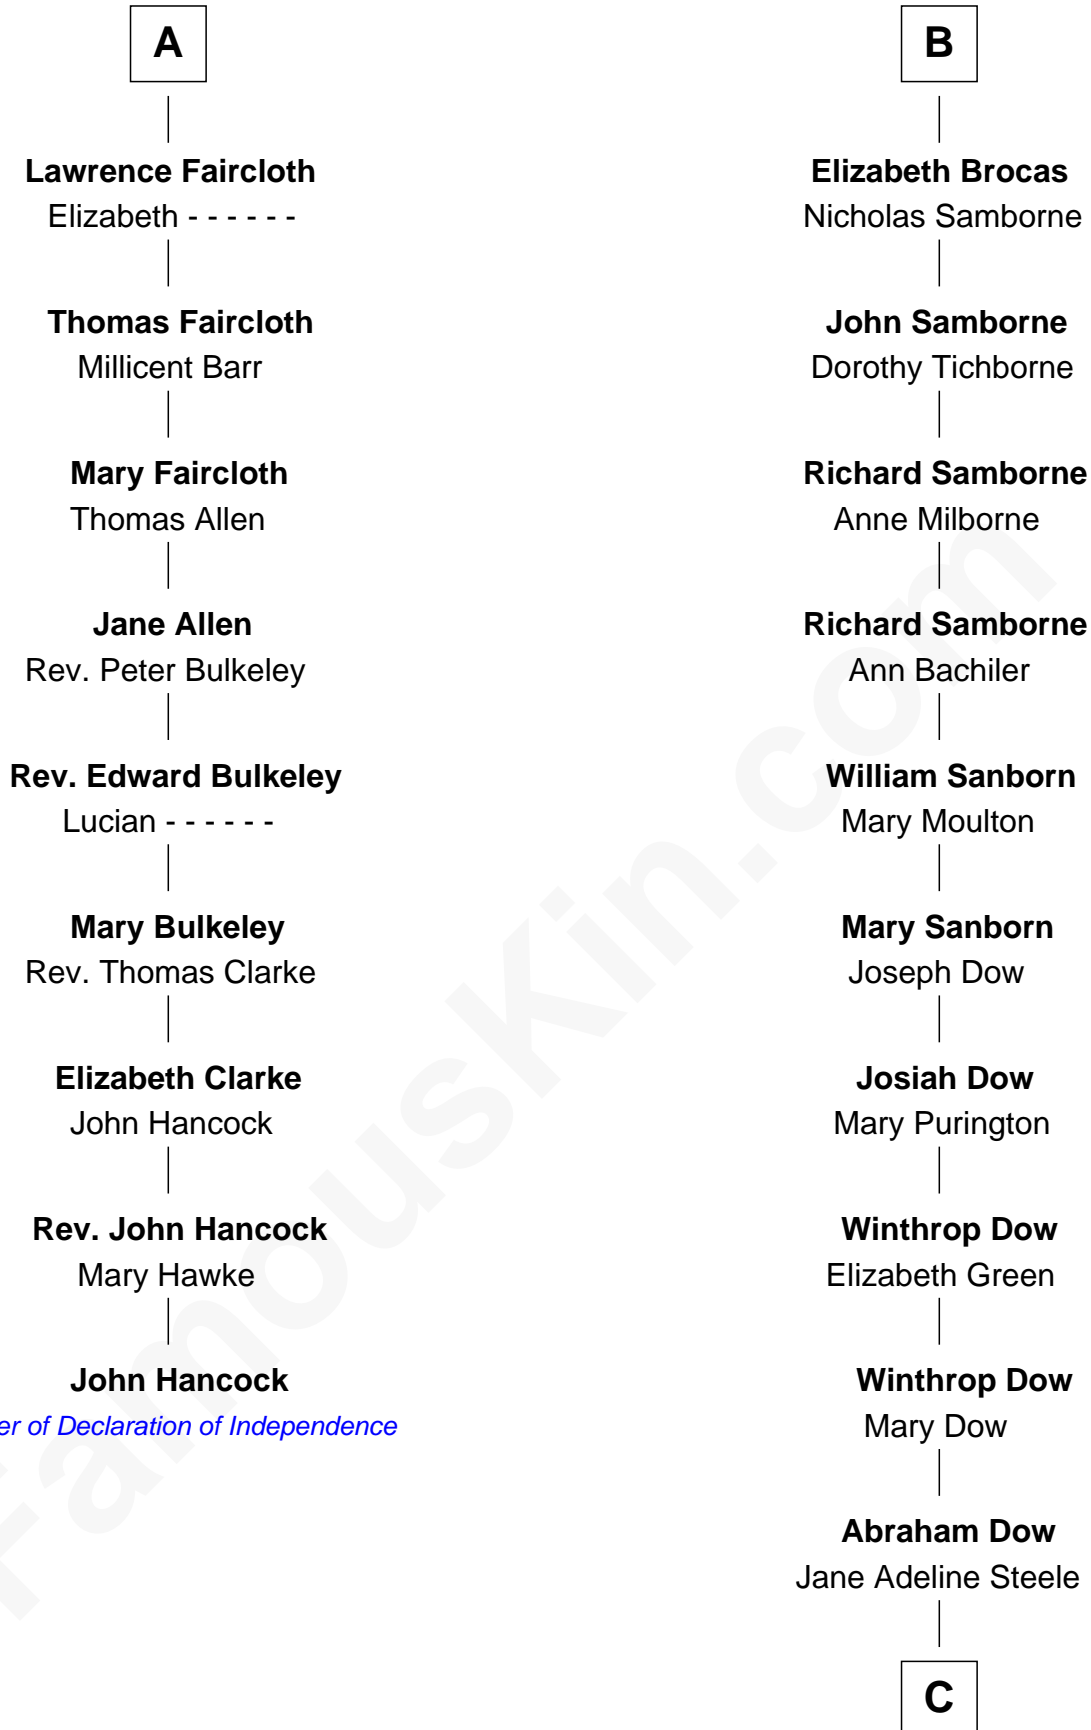 A
Lawrence Faircloth
Elizabeth - - - - - -
Thomas Faircloth
Millicent Barr
Mary Faircloth
Thomas Allen
Jane Allen
Rev. Peter Bulkeley
Rev. Edward Bulkeley
Lucian - - - - - -
Mary Bulkeley
Rev. Thomas Clarke
Elizabeth Clarke
John Hancock
Rev. John Hancock
Mary Hawke
John Hancock
of Declaration of Independence
B
Elizabeth Brocas
Nicholas Samborne
John Samborne
Dorothy Tichborne
Richard Samborne
Anne Milborne
Richard Samborne
Ann Bachiler
William Sanborn
Mary Moulton
Mary Sanborn
Joseph Dow
Josiah Dow
Mary Purington
Winthrop Dow
Elizabeth Green
Winthrop Dow
Mary Dow
Abraham Dow
Jane Adeline Steele
C
FamousKin.com